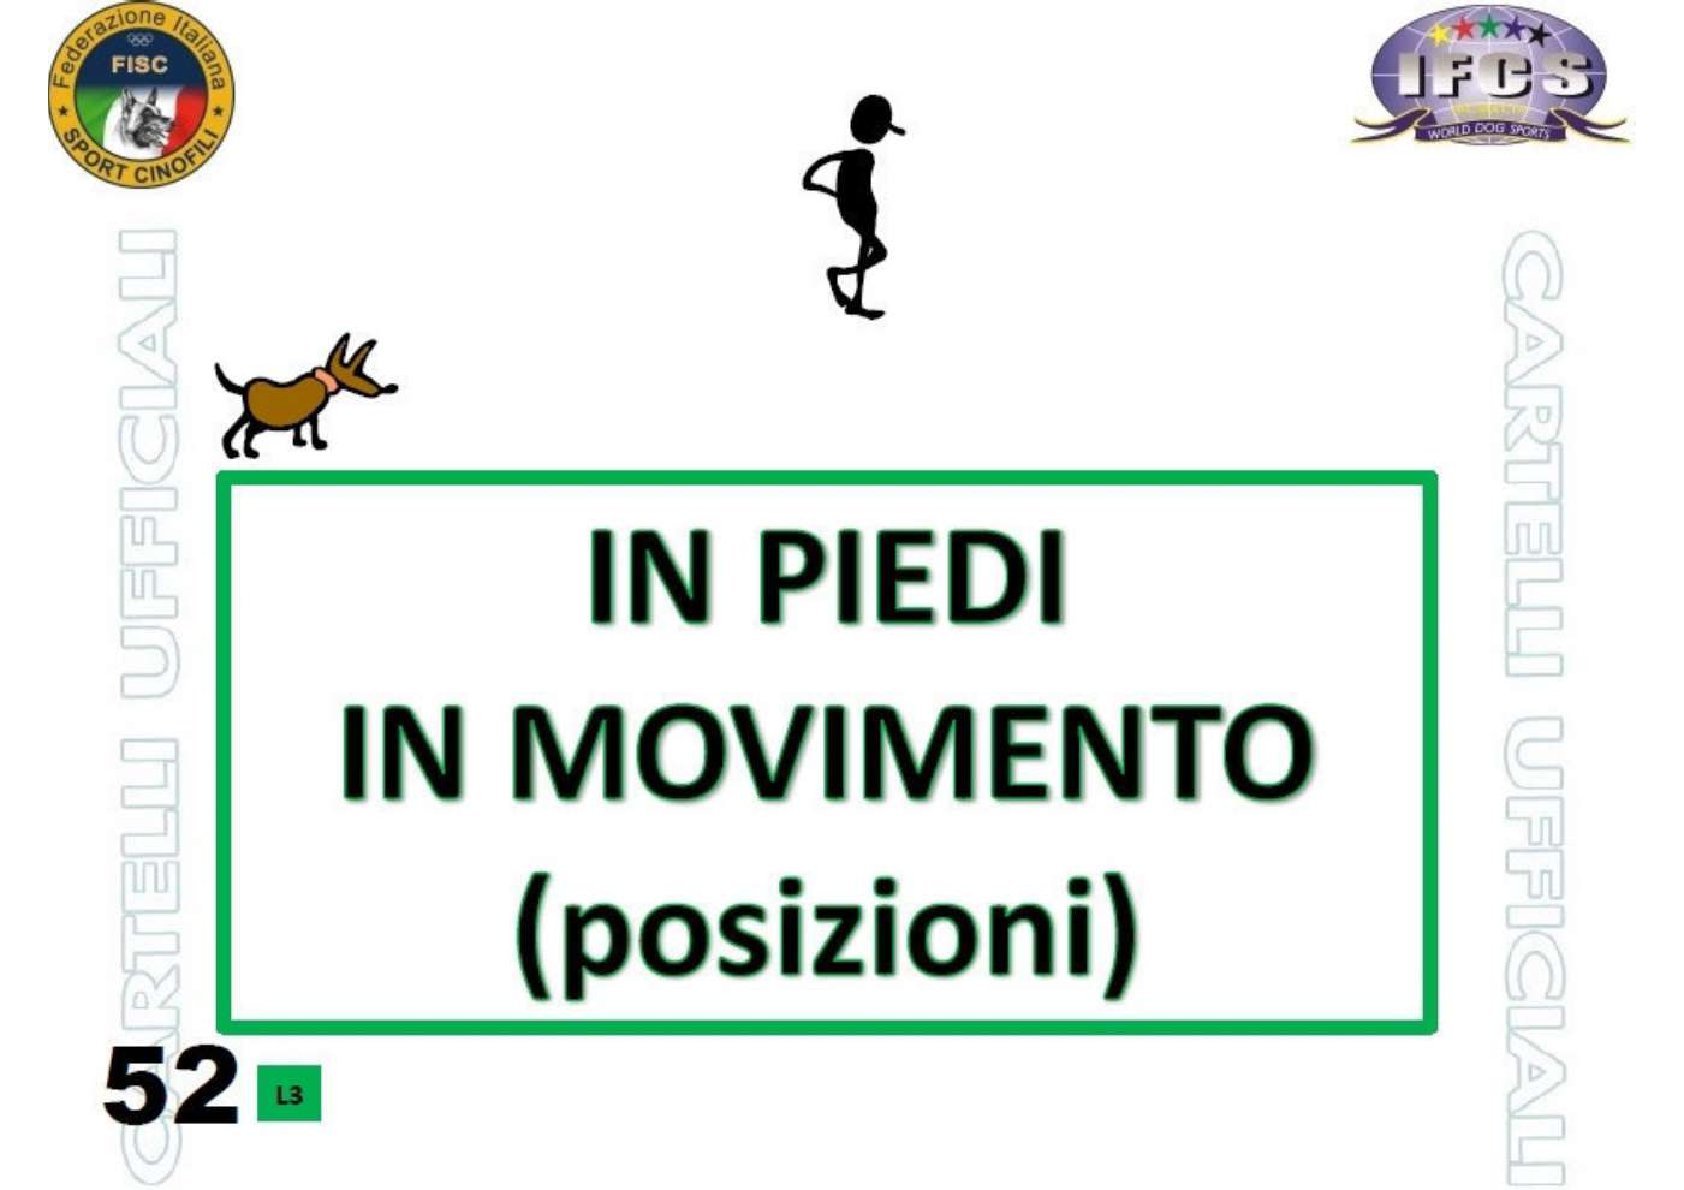 Federazione Italiana
FISC
SPORT CINOFILI
IFCS
WORLD DOG SPORTS
CARTELLI UFFICIALI
CARTELLI UFFICIALI
IN PIEDI
IN MOVIMENTO
(posizioni)
52
L3